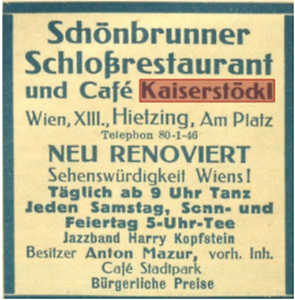 Schönbrunner
Schloßrestaurant
und Café Kaiserstöckl
Wien, XIII., Hietzing, Am Platz
Telephon 80-1-46
NEU RENOVIERT
Sehenswürdigkeit Wiens!
Täglich ab 9 Uhr Tanz
Jeden Samstag, Sonn- und
Feiertag 5-Uhr-Tee
Jazzband Harry Kopfstein
Besitzer Anton Mazur, vorh. Inh.
Café Stadtpark
Bürgerliche Preise